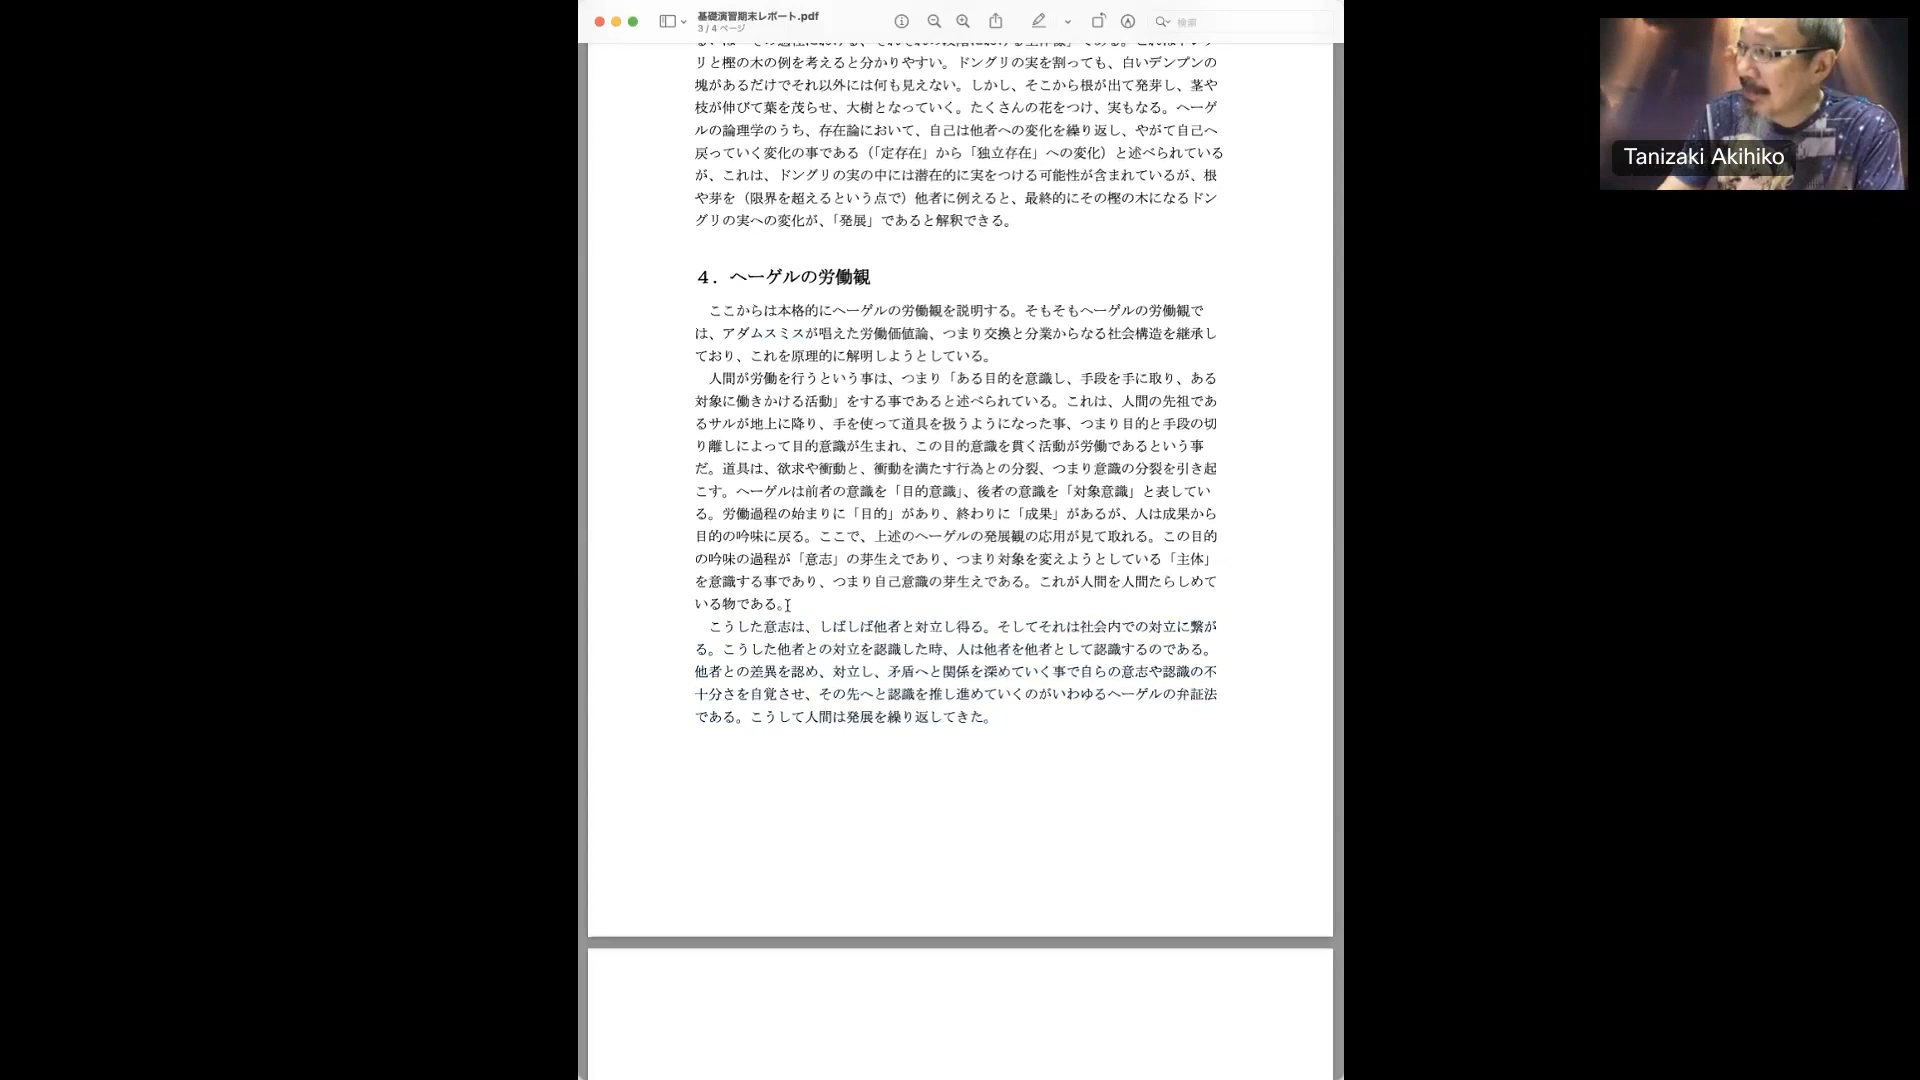 基礎演習期末レポート.pdf
3 / 4 ページ
検索
Tanizaki Akihiko
リと樫の木の例を考えると分かりやすい。ドングリの実を割っても、白いデンプンの
塊があるだけでそれ以外には何も見えない。しかし、そこから根が出て発芽し、茎や
枝が伸びて葉を茂らせ、大樹となっていく。たくさんの花をつけ、実もなる。ヘーゲ
ルの論理学のうち、存在論において、自己は他者への変化を繰り返し、やがて自己へ
戻っていく変化の事である（「定存在」から「独立存在」への変化）と述べられている
が、これは、ドングリの実の中には潜在的に実をつける可能性が含まれているが、根
や芽を（限界を超えるという点で）他者に例えると、最終的にその樫の木になるドン
グリの実への変化が、「発展」であると解釈できる。
４．ヘーゲルの労働観
ここからは本格的にヘーゲルの労働観を説明する。そもそもヘーゲルの労働観で
は、アダムスミスが唱えた労働価値論、つまり交換と分業からなる社会構造を継承し
ており、これを原理的に解明しようとしている。
人間が労働を行うという事は、つまり「ある目的を意識し、手段を手に取り、ある
対象に働きかける活動」をする事であると述べられている。これは、人間の先祖であ
るサルが地上に降り、手を使って道具を扱うようになった事、つまり目的と手段の切
り離しによって目的意識が生まれ、この目的意識を貫く活動が労働であるという事
だ。道具は、欲求や衝動と、衝動を満たす行為との分裂、つまり意識の分裂を引き起
こす。ヘーゲルは前者の意識を「目的意識」、後者の意識を「対象意識」と表してい
る。労働過程の始まりに「目的」があり、終わりに「成果」があるが、人は成果から
目的の吟味に戻る。ここで、上述のヘーゲルの発展観の応用が見て取れる。この目的
の吟味の過程が「意志」の芽生えであり、つまり対象を変えようとしている「主体」
を意識する事であり、つまり自己意識の芽生えである。これが人間を人間たらしめて
いる物である。
こうした意志は、しばしば他者と対立し得る。そしてそれは社会内での対立に繋が
る。こうした他者との対立を認識した時、人は他者を他者として認識するのである。
他者との差異を認め、対立し、矛盾へと関係を深めていく事で自らの意志や認識の不
十分さを自覚させ、その先へと認識を推し進めていくのがいわゆるヘーゲルの弁証法
である。こうして人間は発展を繰り返してきた。